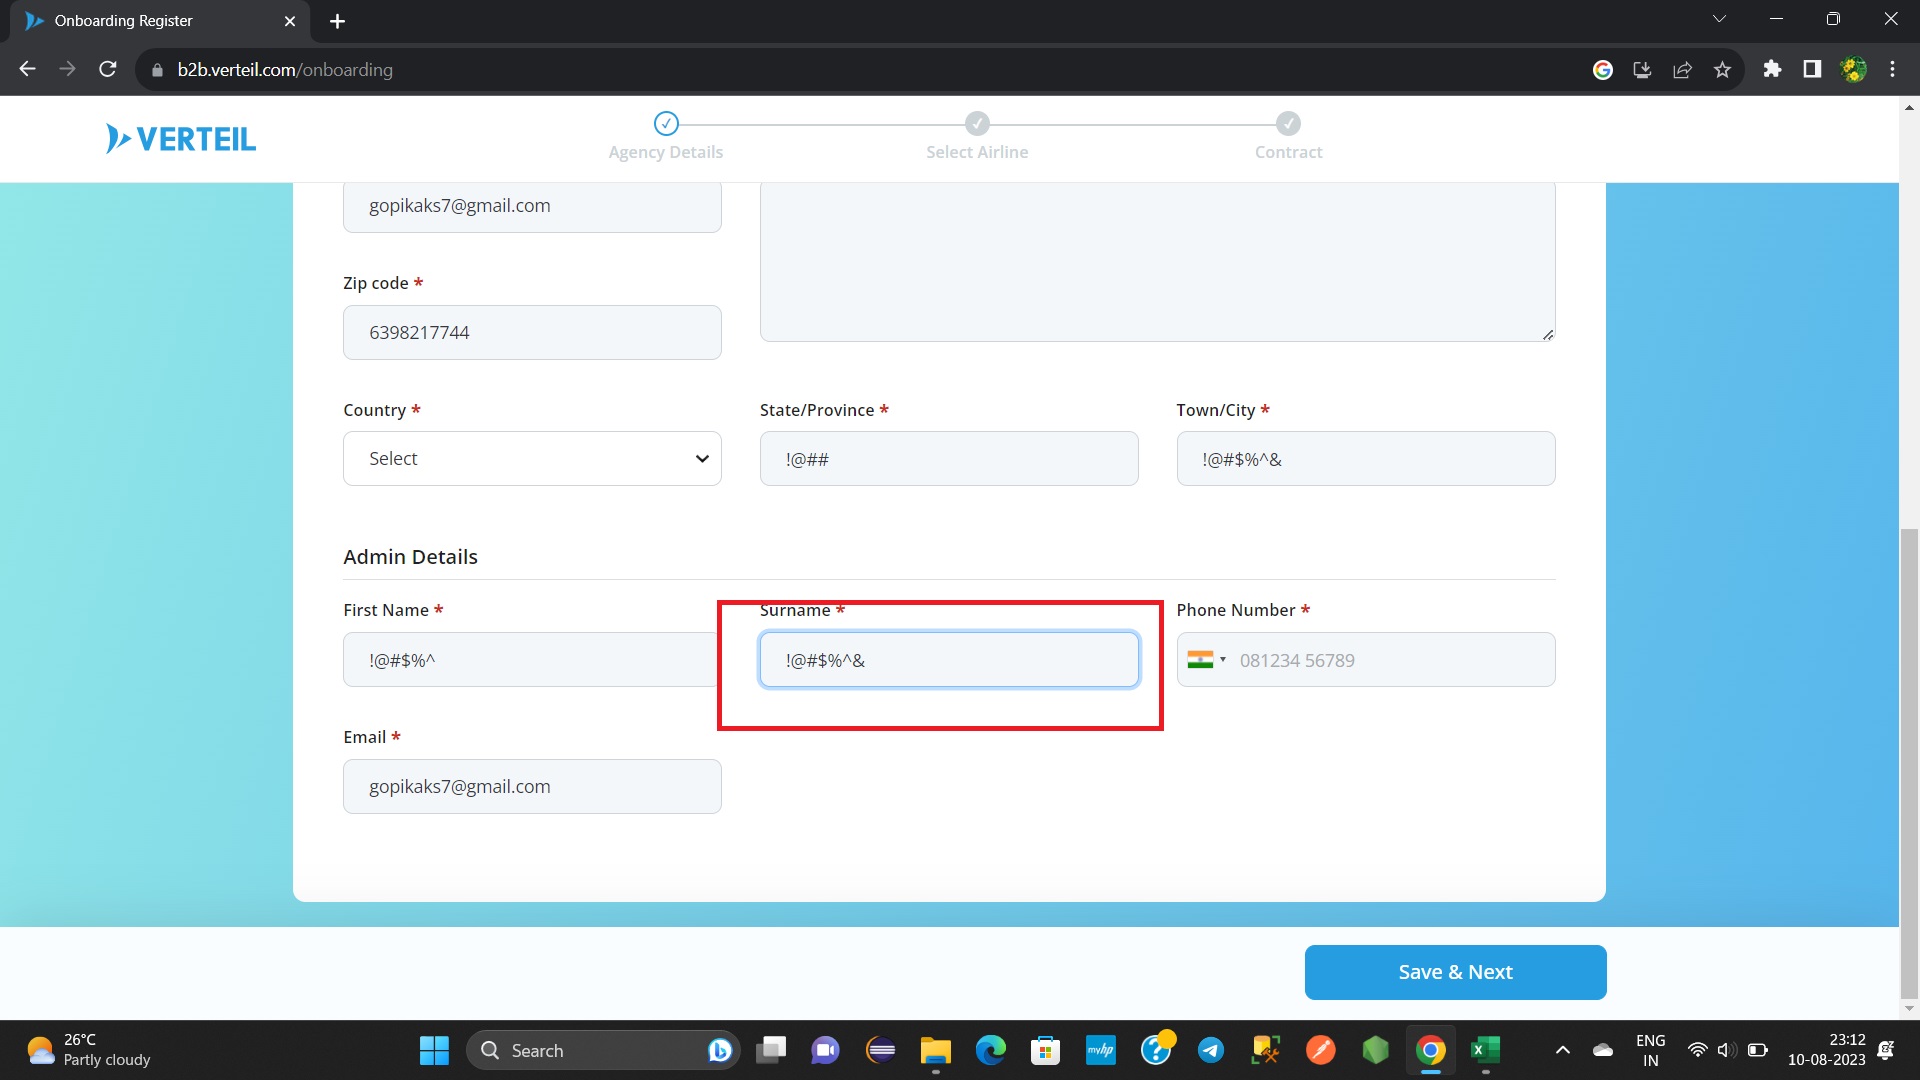 Onboarding Register
b2b.verteil.com/onboarding
VERTEIL
Agency Details
Select Airline
Contract
gopikaks7@gmail.com
Zip code *
6398217744
Country *
State/Province *
Town/City *
Select
!@##
!@#$%^&
Admin Details
First Name *
Surname *
Phone Number *
!@#$%^
!@#$%^&
081234 56789
Email *
gopikaks7@gmail.com
Save & Next
26°C
Partly cloudy
Search
myhp
ENG
IN
23:12
10-08-2023